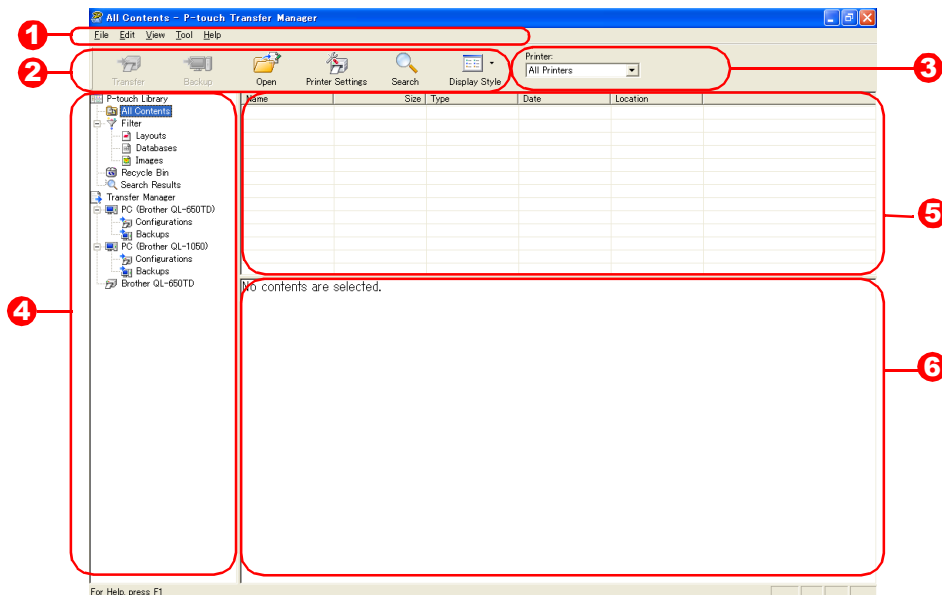 All Contents - P-touch Transfer Manager
1
File Edit View Tool Help
2
Transfer Backup Open Printer Settings Search Display Style
Printer:
All Printers
3
P-touch Library
All Contents
Filter
Layouts
Databases
Images
Recycle Bin
Search Results
Transfer Manager
PC (Brother QL-650TD)
Configurations
Backups
PC (Brother QL-1050)
Configurations
Backups
Brother QL-650TD
4
Name Size Type Date Location
5
No contents are selected.
6
For Help, press F1